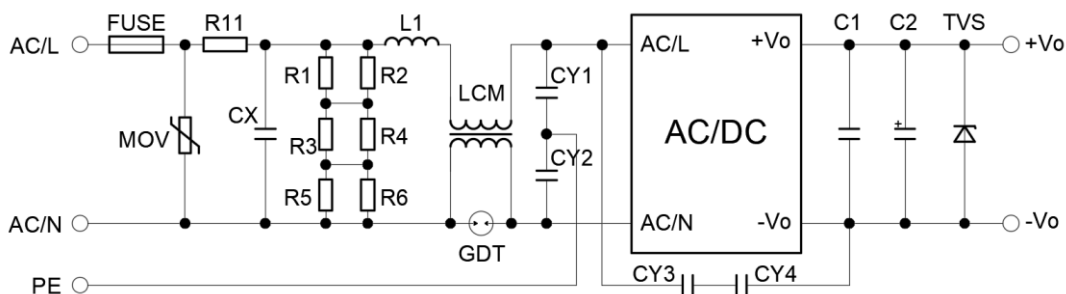 FUSE R11 L1 C1 C2 TVS
AC/L AC/L +Vo +Vo
R1 R2 CY1
LCM
CX AC/DC
MOV R3 R4 + CY2
R5 R6
AC/N AC/N -Vo -Vo
GDT
PE CY3 CY4